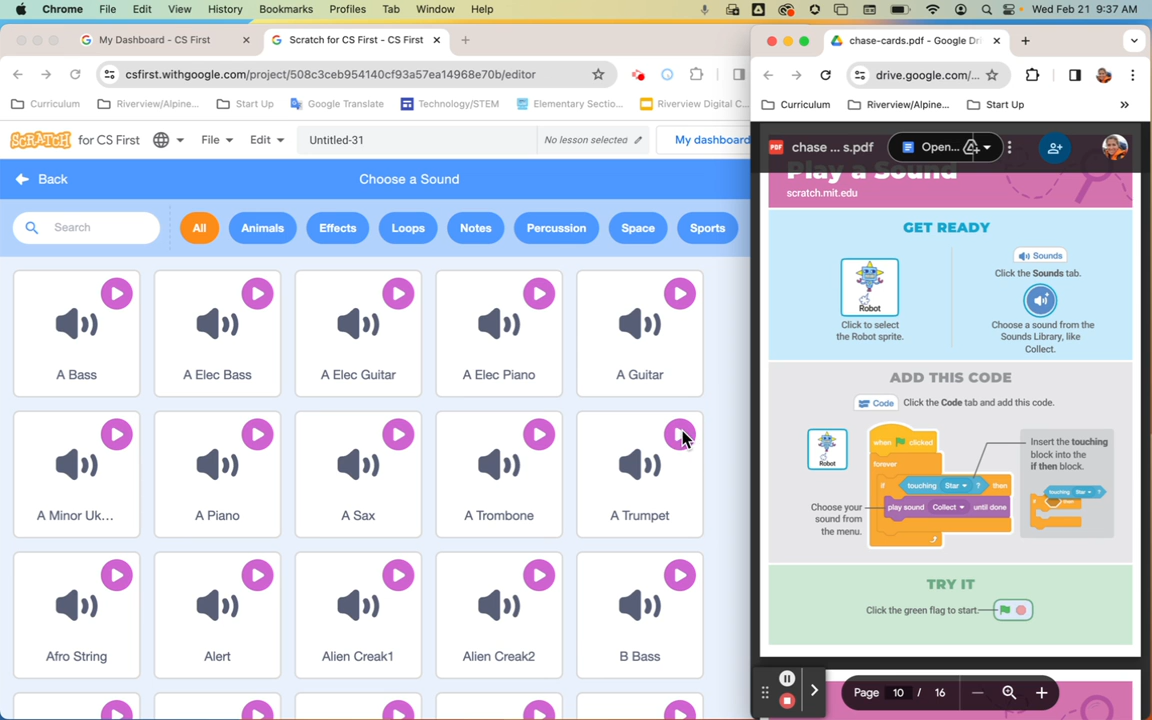 Chrome File Edit View History Bookmarks Profiles Tab Window Help Wed Feb 21 9:37 AM
My Dashboard - CS First Scratch for CS First - CS First
csfirst.withgoogle.com/project/508c3ceb954140cf93a57ea14968e70b/editor
Curriculum Riverview/Alpine... Start Up Google Translate Technology/STEM Elementary Sectio... Riverview Digital C...
SCRATCH for CS First File Edit Untitled-31 No lesson selected My dashboard
Back Choose a Sound
Search All Animals Effects Loops Notes Percussion Space Sports
A Bass A Elec Bass A Elec Guitar A Elec Piano A Guitar
A Minor Uk... A Piano A Sax A Trombone A Trumpet
Afro String Alert Alien Creak1 Alien Creak2 B Bass
chase-cards.pdf - Google Dri
drive.google.com/...
Curriculum Riverview/Alpine... Start Up »
PDF chase ... s.pdf Open...
Play a Sound
scratch.mit.edu
GET READY
Robot
Click to select
the Robot sprite.
Sounds
Click the Sounds tab.
Choose a sound from the
Sounds Library, like
Collect.
ADD THIS CODE
Code Click the Code tab and add this code.
Robot
when clicked
forever
if touching Star ? then
play sound Collect until done
Choose your
sound from
the menu.
Insert the touching
block into the
if then block.
touching Star ?
TRY IT
Click the green flag to start.
Page 10 / 16